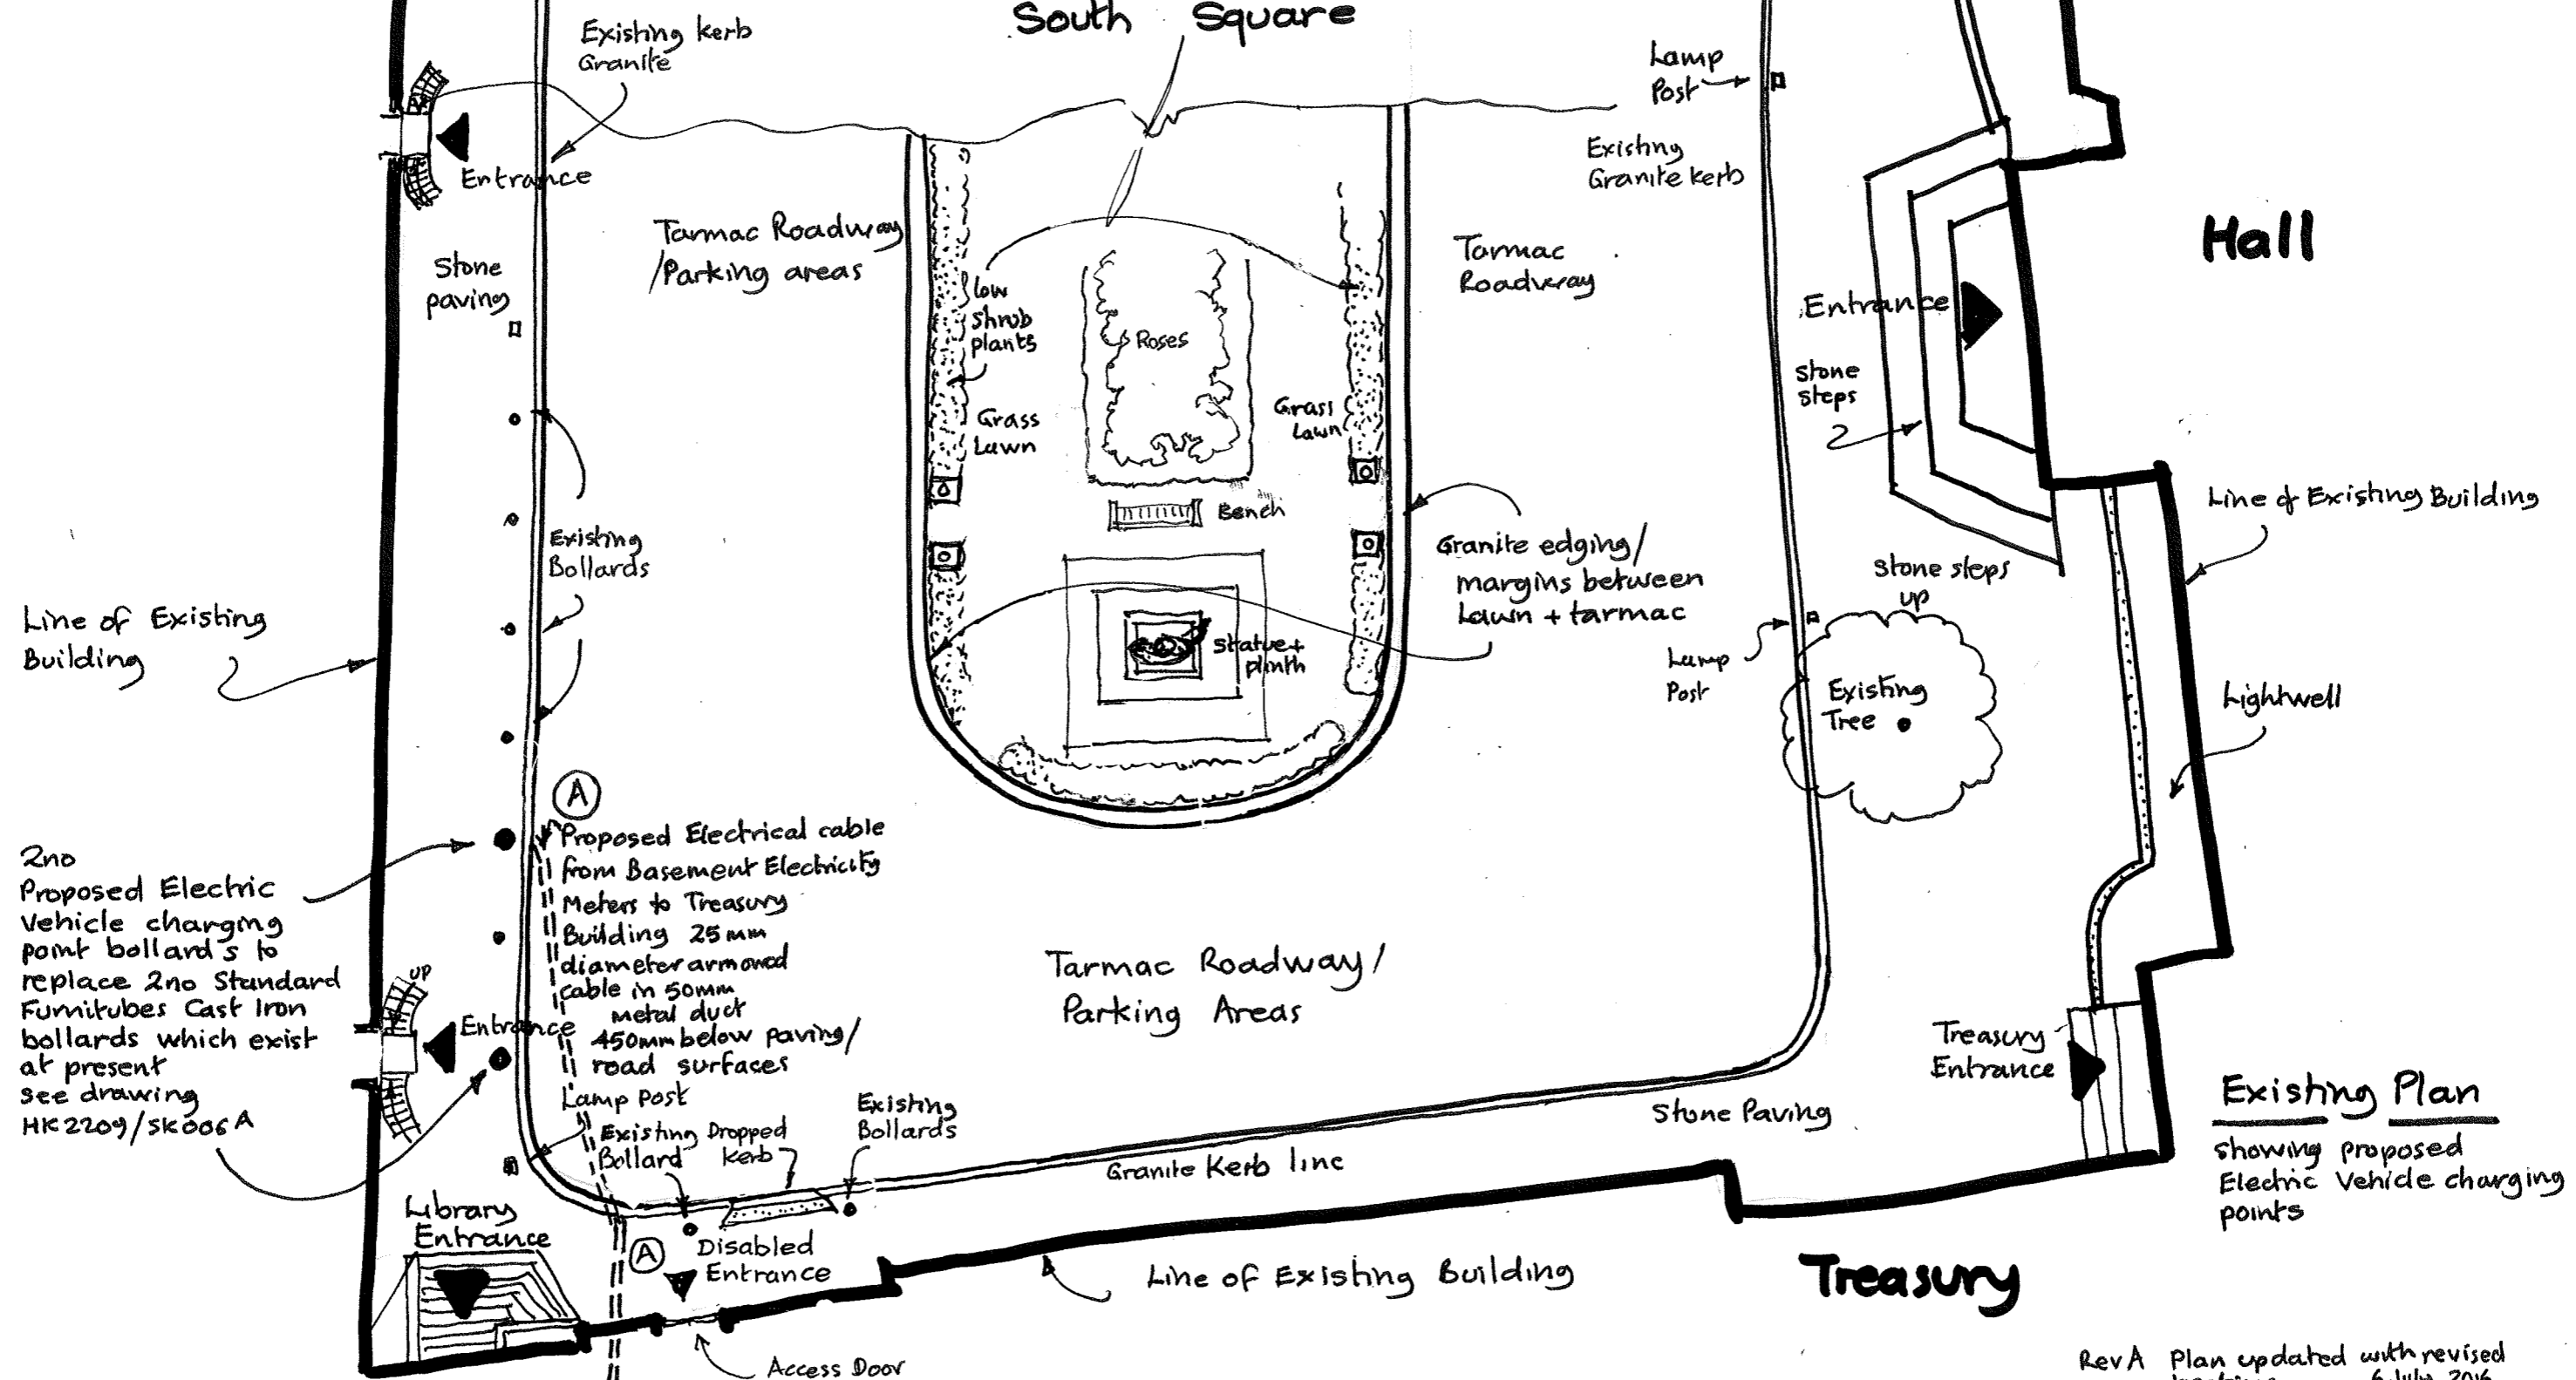 South Square
Existing kerb
Granite
Lamp
Post
Existing
Granite kerb
Entrance
Hall
Tarmac Roadway
/Parking areas
Tarmac
Roadway
Stone
paving
low
shrub
plants
Roses
Entrance
Stone
steps
Grass
Lawn
Grass
Lawn
Bench
Line of Existing Building
Existing
Bollards
Granite edging/
margins between
Lawn + tarmac
Stone steps
up
Line of Existing
Building
Statue +
plinth
Lamp
Post
Existing
Tree
Lightwell
A
2no
Proposed Electric
Vehicle charging
point bollards to
replace 2no Standard
Furnitubes Cast Iron
bollards which exist
at present
see drawing
HK2209/SK006 A
Proposed Electrical cable
from Basement Electricity
Meters to Treasury
Building 25mm
diameter armoured
cable in 50mm
metal duct
450mm below paving/
road surfaces
up
Entrance
Tarmac Roadway/
Parking Areas
Treasury
Entrance
Lamp post
Existing
Bollard
Dropped
kerb
Existing
Bollards
Granite Kerb line
Stone Paving
Existing Plan
showing proposed
Electric Vehicle charging
points
Library
Entrance
A
Disabled
Entrance
Line of Existing Building
Treasury
Access Door
Rev A Plan updated with revised
6 July 2016